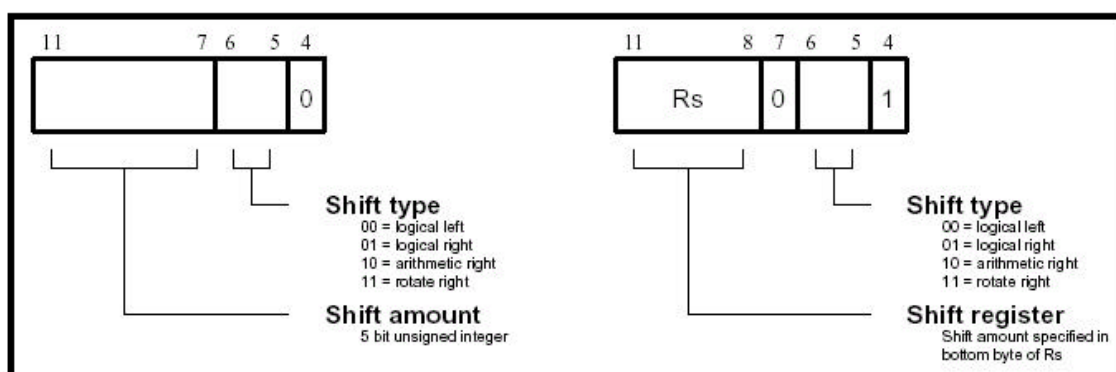 11 7 6 5 4
0
Shift type
00 = logical left
01 = logical right
10 = arithmetic right
11 = rotate right
Shift amount
5 bit unsigned integer
11 8 7 6 5 4
Rs 0 1
Shift type
00 = logical left
01 = logical right
10 = arithmetic right
11 = rotate right
Shift register
Shift amount specified in
bottom byte of Rs